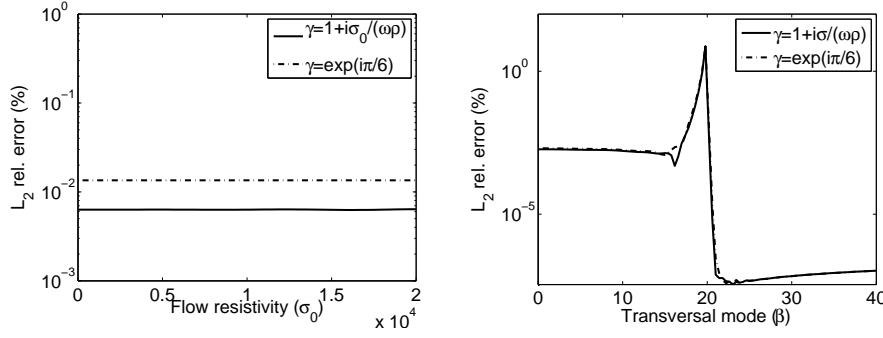 10^0
10^-1
10^-2
10^-3
L_2 rel. error (%)
γ=1+iσ_0/(ωρ)
γ=exp(iπ/6)
0 0.5 1 1.5 2
x 10^4
Flow resistivity (σ_0)
10^0
10^-5
L_2 rel. error (%)
γ=1+iσ/(ωρ)
γ=exp(iπ/6)
0 10 20 30 40
Transversal mode (β)